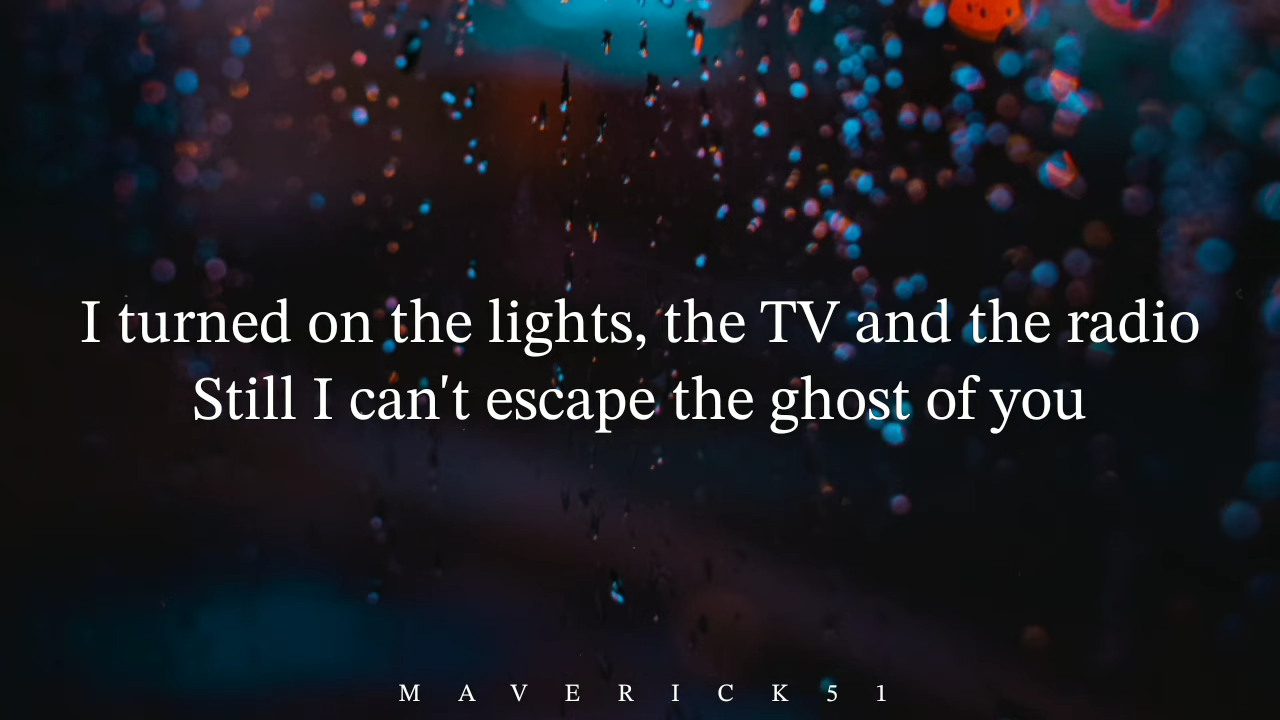 I turned on the lights, the TV and the radio
Still I can't escape the ghost of you
MAVERICK51